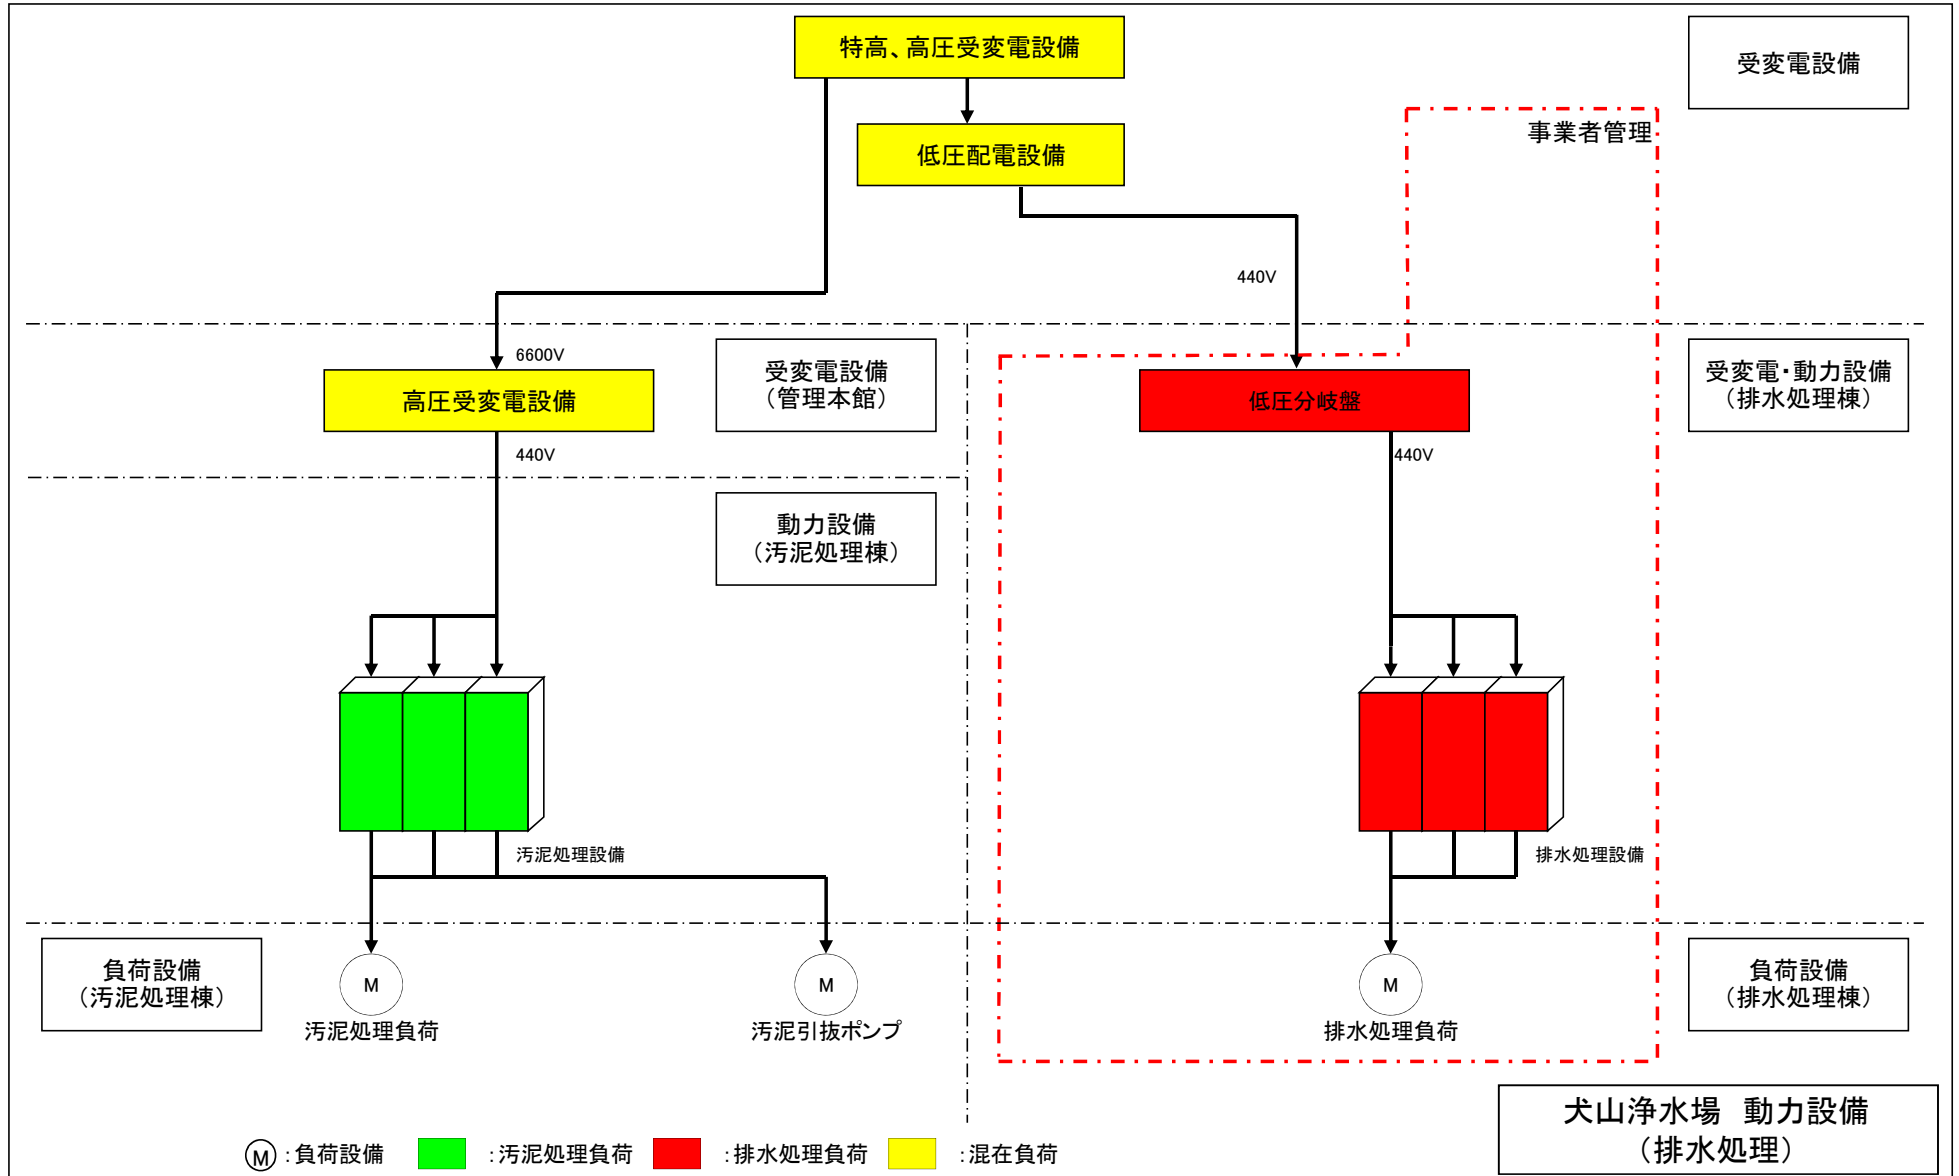 特高、高圧受変電設備
受変電設備
事業者管理
低圧配電設備
440V
6600V
受変電設備
（管理本館）
受変電・動力設備
（排水処理棟）
高圧受変電設備
低圧分岐盤
440V
440V
動力設備
（汚泥処理棟）
汚泥処理設備
排水処理設備
負荷設備
（汚泥処理棟）
M
汚泥処理負荷
M
汚泥引抜ポンプ
M
排水処理負荷
負荷設備
（排水処理棟）
犬山浄水場　動力設備
（排水処理）
M：負荷設備　：汚泥処理負荷　：排水処理負荷　：混在負荷